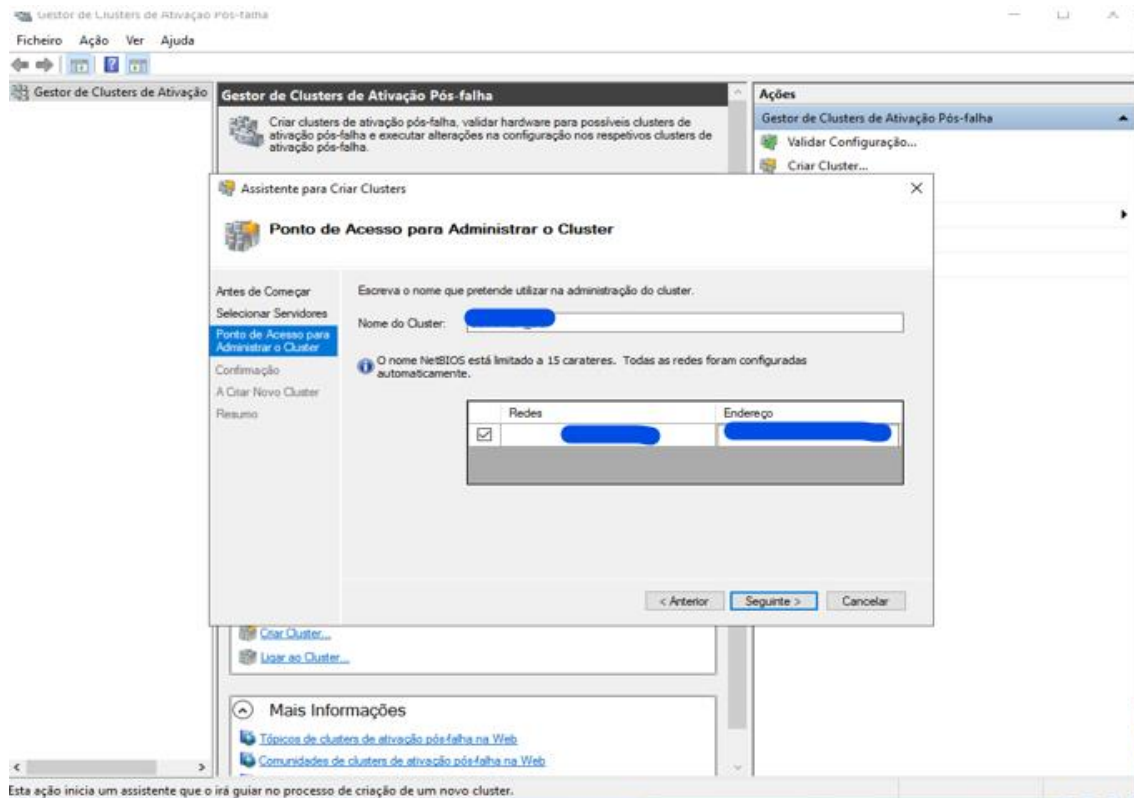 Gestor de Clusters de Ativação Pós-falha
Ficheiro Ação Ver Ajuda
Gestor de Clusters de Ativação
Gestor de Clusters de Ativação Pós-falha
Criar clusters de ativação pós-falha, validar hardware para possíveis clusters de
ativação pós-falha e executar alterações na configuração nos respetivos clusters de
ativação pós-falha.
Ações
Gestor de Clusters de Ativação Pós-falha
Validar Configuração...
Criar Cluster...
Assistente para Criar Clusters
Ponto de Acesso para Administrar o Cluster
Antes de Começar
Selecionar Servidores
Ponto de Acesso para
Administrar o Cluster
Confirmação
A Criar Novo Cluster
Resumo
Escreva o nome que pretende utilizar na administração do cluster.
Nome do Cluster:
O nome NetBIOS está limitado a 15 carateres. Todas as redes foram configuradas
automaticamente.
Redes Endereço
< Anterior Seguinte > Cancelar
Criar Cluster...
Ligar ao Cluster...
Mais Informações
Tópicos de clusters de ativação pós-falha na Web
Comunidades de clusters de ativação pós-falha na Web
Esta ação inicia um assistente que o irá guiar no processo de criação de um novo cluster.